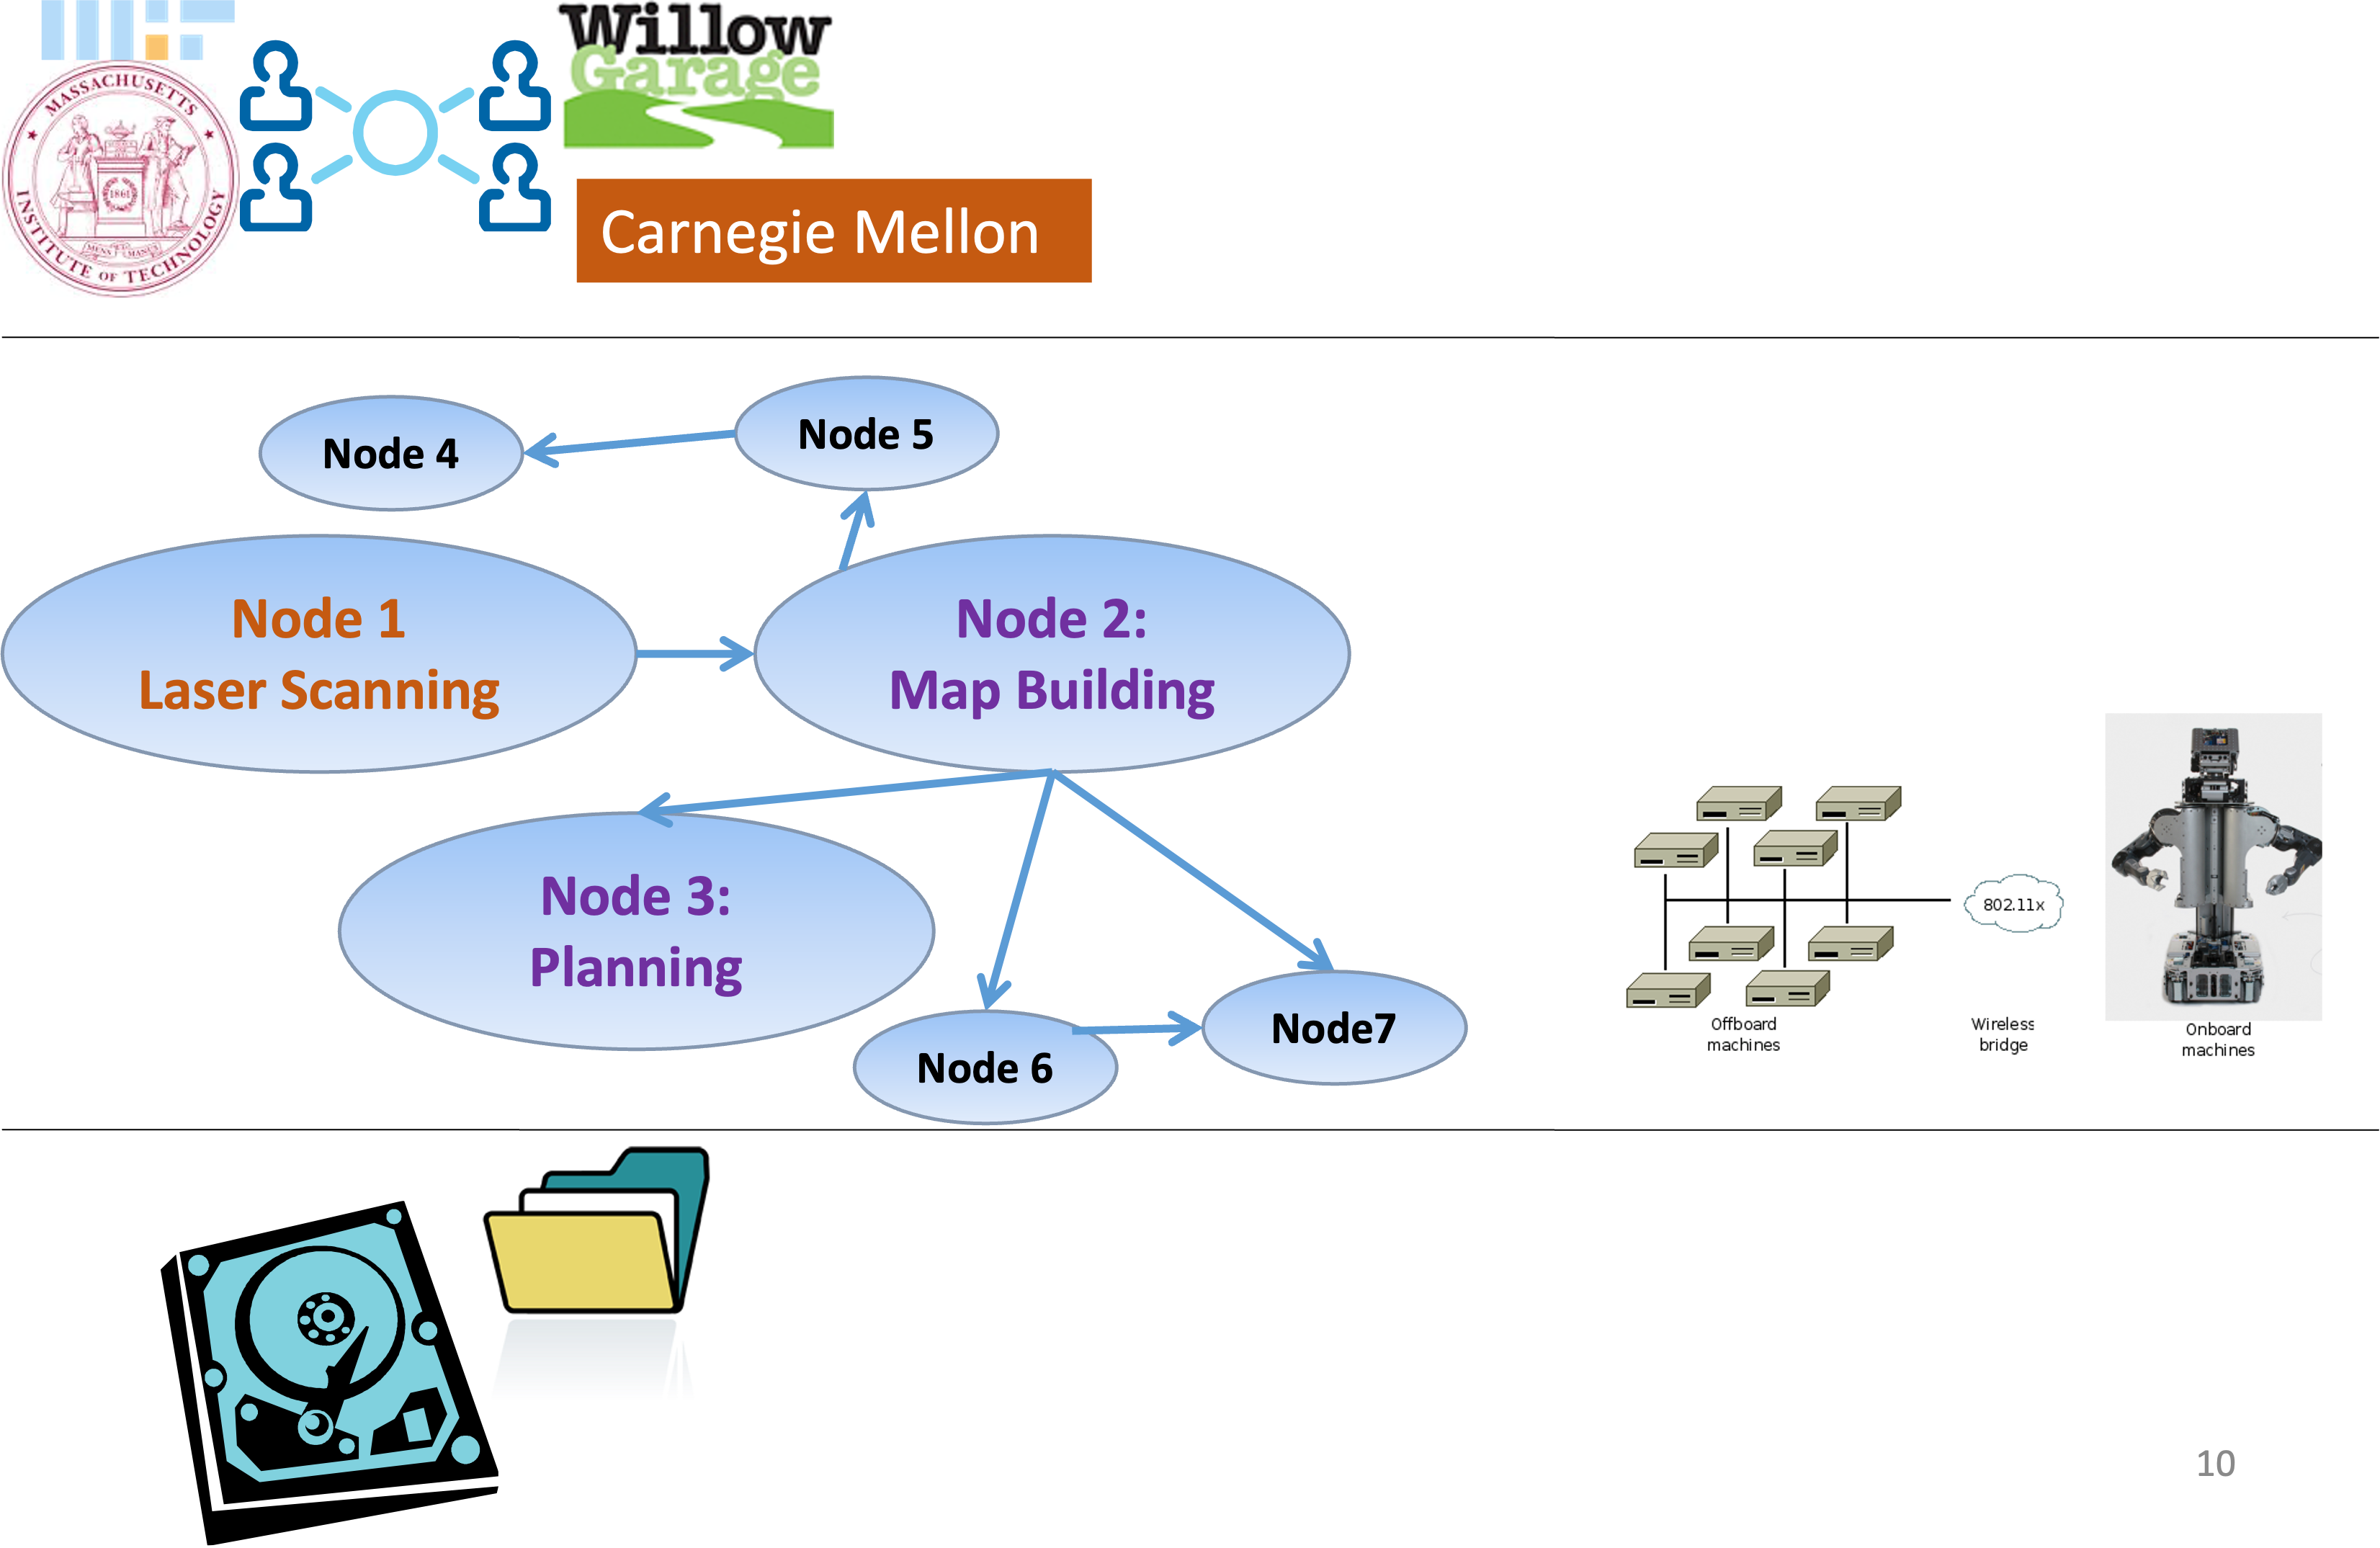 MASSACHUSETTS
INSTITUTE OF TECHNOLOGY
1861
MENS ET MANUS
Willow
Garage
Carnegie Mellon
Node 4
Node 5
Node 1
Laser Scanning
Node 2:
Map Building
Node 3:
Planning
Node 6
Node7
802.11x
Offboard
machines
Wireless
bridge
Onboard
machines
10